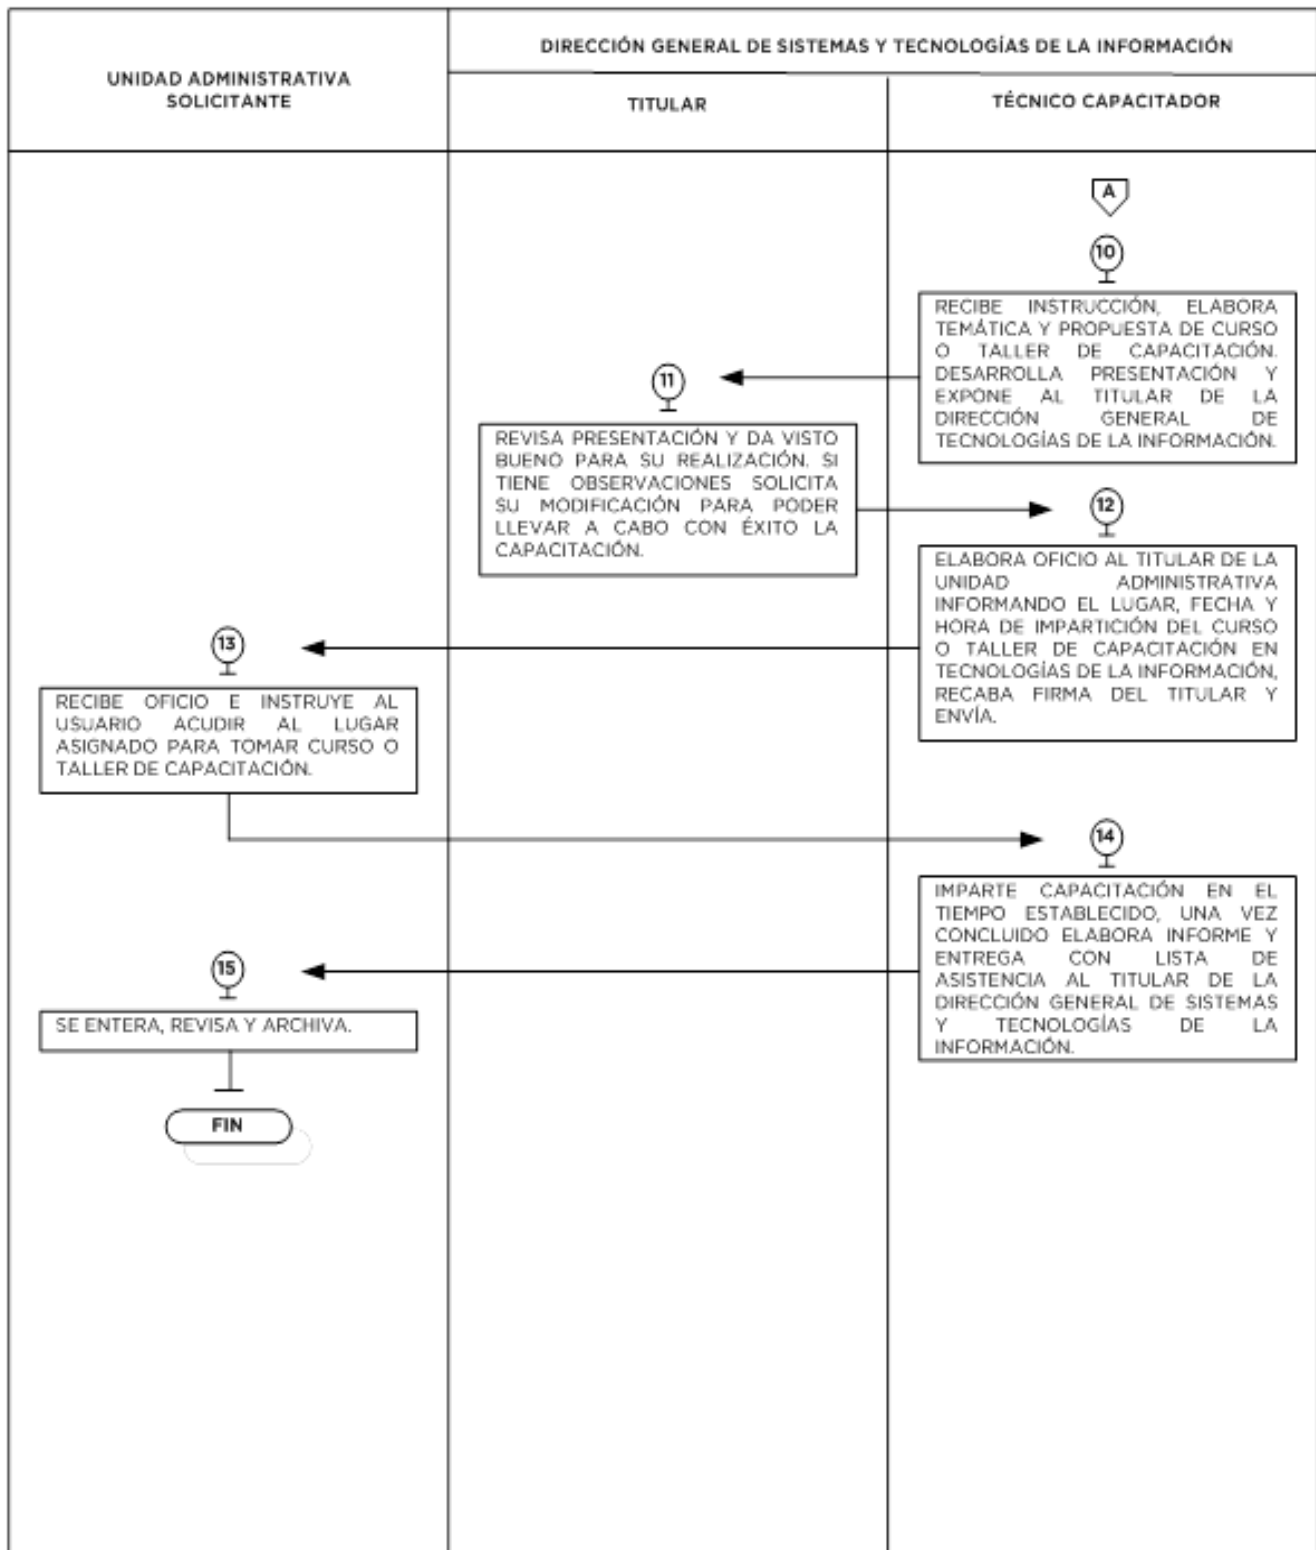 DIRECCIÓN GENERAL DE SISTEMAS Y TECNOLOGÍAS DE LA INFORMACIÓN
UNIDAD ADMINISTRATIVA
SOLICITANTE
TITULAR
TÉCNICO CAPACITADOR
A
10
RECIBE INSTRUCCIÓN, ELABORA
TEMÁTICA Y PROPUESTA DE CURSO
O TALLER DE CAPACITACIÓN.
DESARROLLA PRESENTACIÓN Y
EXPONE AL TITULAR DE LA
DIRECCIÓN GENERAL DE
TECNOLOGÍAS DE LA INFORMACIÓN.
11
REVISA PRESENTACIÓN Y DA VISTO
BUENO PARA SU REALIZACIÓN. SI
TIENE OBSERVACIONES SOLICITA
SU MODIFICACIÓN PARA PODER
LLEVAR A CABO CON ÉXITO LA
CAPACITACIÓN.
12
ELABORA OFICIO AL TITULAR DE LA
UNIDAD ADMINISTRATIVA
INFORMANDO EL LUGAR, FECHA Y
HORA DE IMPARTICIÓN DEL CURSO
O TALLER DE CAPACITACIÓN EN
TECNOLOGÍAS DE LA INFORMACIÓN,
RECABA FIRMA DEL TITULAR Y
ENVÍA.
13
RECIBE OFICIO E INSTRUYE AL
USUARIO ACUDIR AL LUGAR
ASIGNADO PARA TOMAR CURSO O
TALLER DE CAPACITACIÓN.
14
IMPARTE CAPACITACIÓN EN EL
TIEMPO ESTABLECIDO, UNA VEZ
CONCLUIDO ELABORA INFORME Y
ENTREGA CON LISTA DE
ASISTENCIA AL TITULAR DE LA
DIRECCIÓN GENERAL DE SISTEMAS
Y TECNOLOGÍAS DE LA
INFORMACIÓN.
15
SE ENTERA, REVISA Y ARCHIVA.
FIN